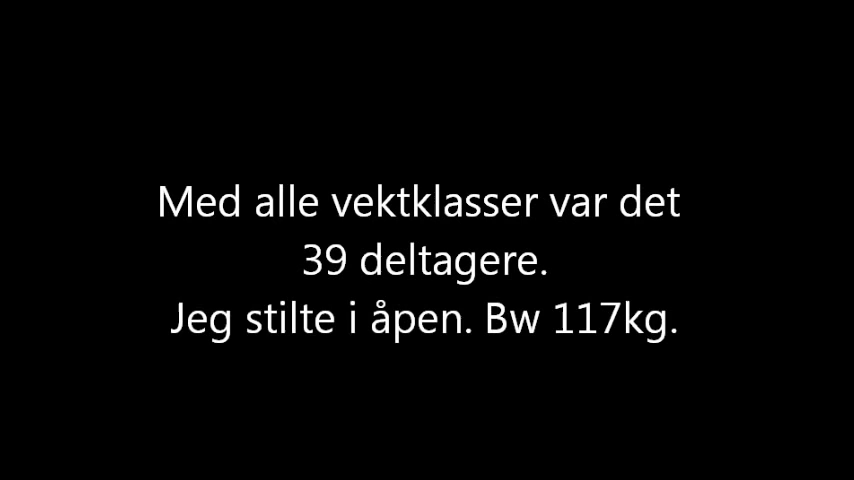 Med alle vektklasser var det
39 deltagere.
Jeg stilte i åpen. Bw 117kg.